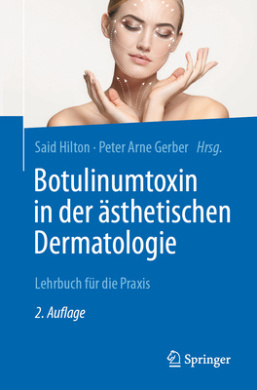 Said Hilton · Peter Arne Gerber Hrsg.
Botulinumtoxin
in der ästhetischen
Dermatologie
Lehrbuch für die Praxis
2. Auflage
Springer